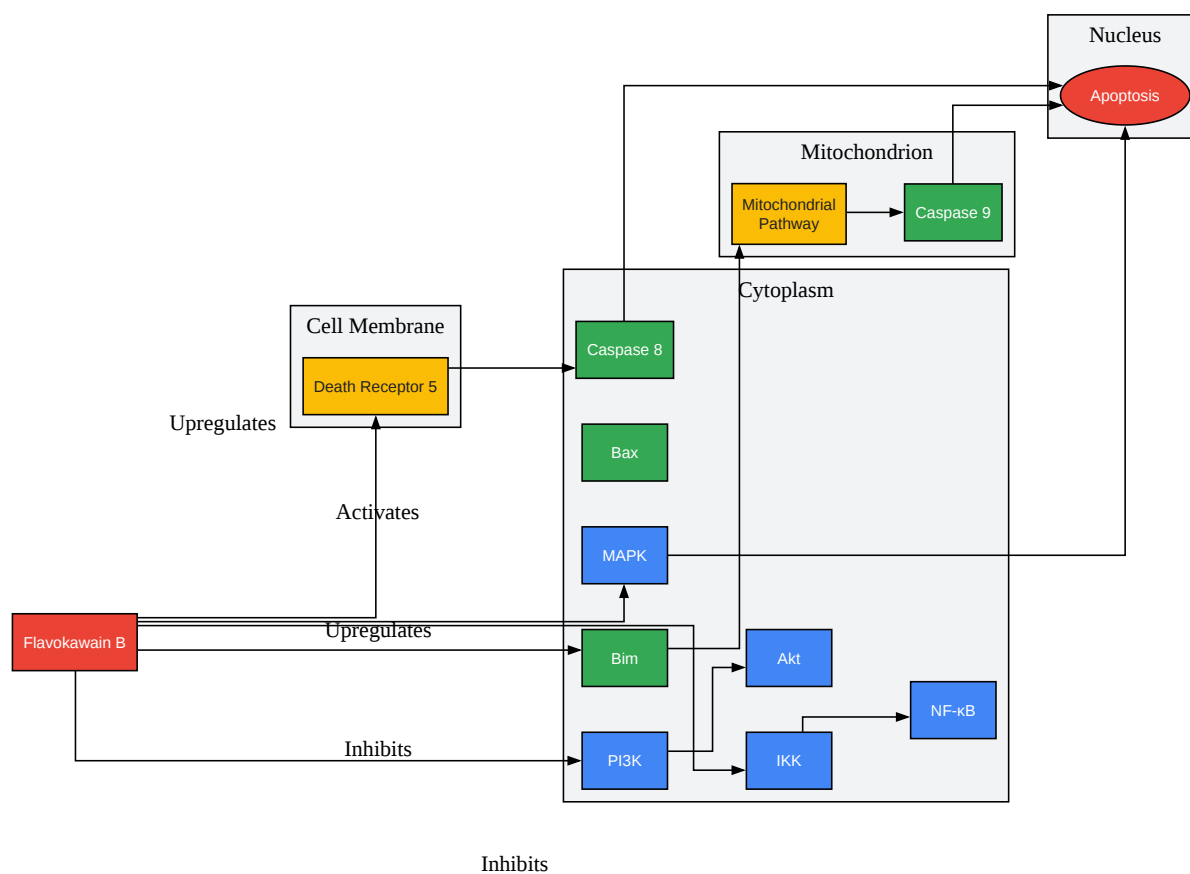 Nucleus
Apoptosis
Mitochondrion
Mitochondrial
Pathway
Caspase 9
Cytoplasm
Cell Membrane
Caspase 8
Death Receptor 5
Upregulates
Bax
Activates
MAPK
Flavokawain B
Upregulates
Bim
Akt
NF-κB
Inhibits
PI3K
IKK
Inhibits